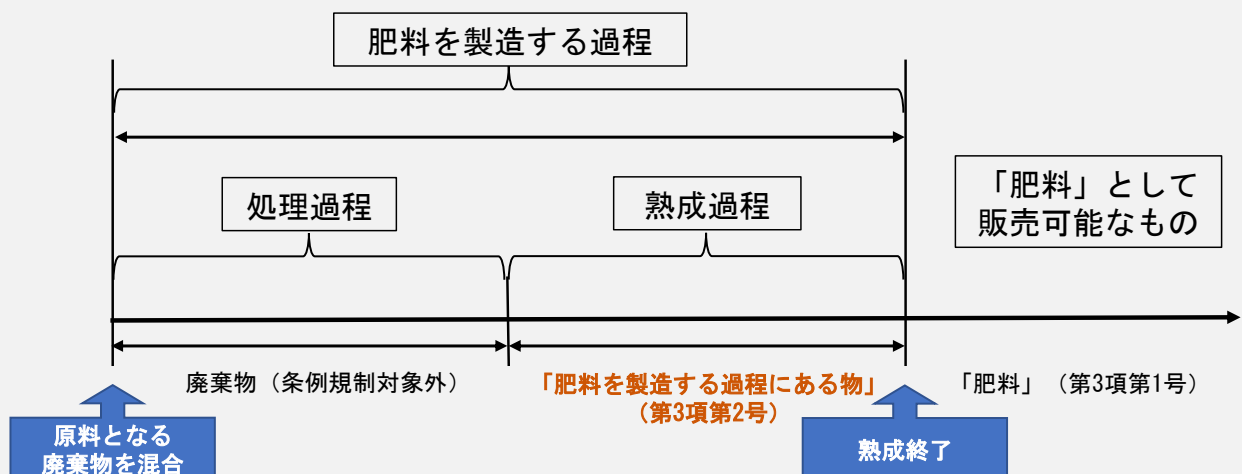 肥料を製造する過程
処理過程
熟成過程
「肥料」として
販売可能なもの
廃棄物（条例規制対象外）
「肥料を製造する過程にある物」
（第3項第2号）
「肥料」（第3項第1号）
原料となる
廃棄物を混合
熟成終了